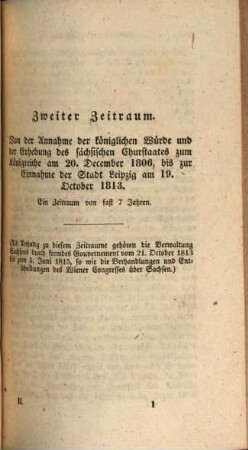 Zweiter Zeitraum.
Von der Annahme der königlichen Würde und
der Erhebung des sächsischen Churstaates zum
Königreiche am 20. December 1806, bis zur
Einnahme der Stadt Leipzig am 19.
October 1813.
Ein Zeitraum von fast 7 Jahren.
(Als Anhang zu diesem Zeitraume gehören die Verwaltung
Sachsens durch fremdes Gouvernement vom 21. October 1813
bis zum 5. Juni 1815, so wie die Verhandlungen und Ent-
scheidungen des Wiener Congresses über Sachsen.)
II. 1